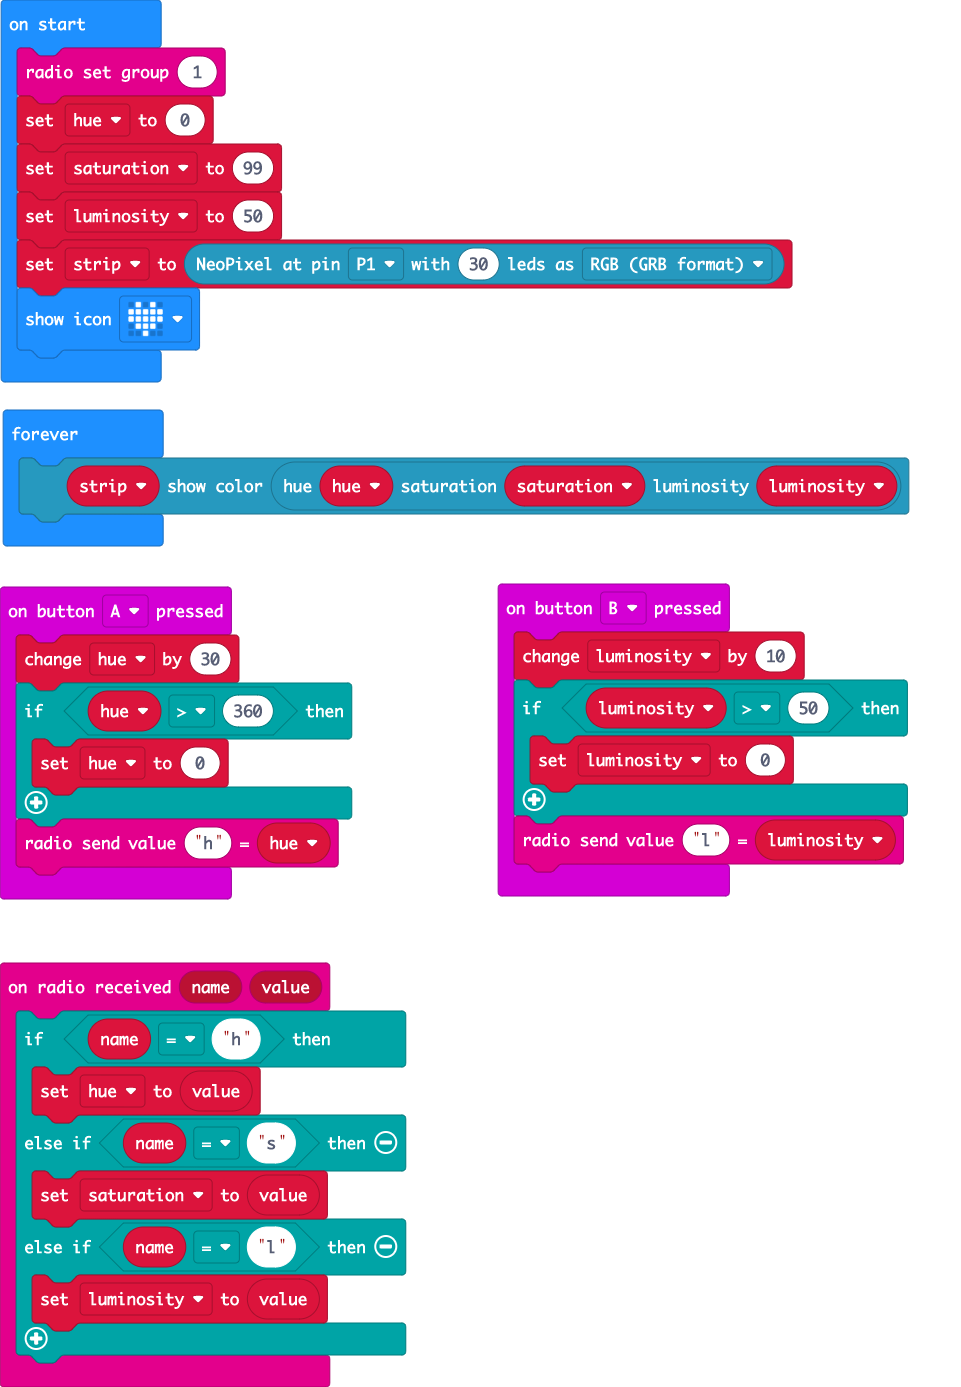 on start
radio set group 1
set hue to 0
set saturation to 99
set luminosity to 50
set strip to NeoPixel at pin P1 with 30 leds as RGB (GRB format)
show icon
forever
strip show color hue hue saturation saturation luminosity luminosity
on button A pressed
change hue by 30
if hue > 360 then
set hue to 0
radio send value "h" = hue
on button B pressed
change luminosity by 10
if luminosity > 50 then
set luminosity to 0
radio send value "l" = luminosity
on radio received name value
if name = "h" then
set hue to value
else if name = "s" then
set saturation to value
else if name = "l" then
set luminosity to value